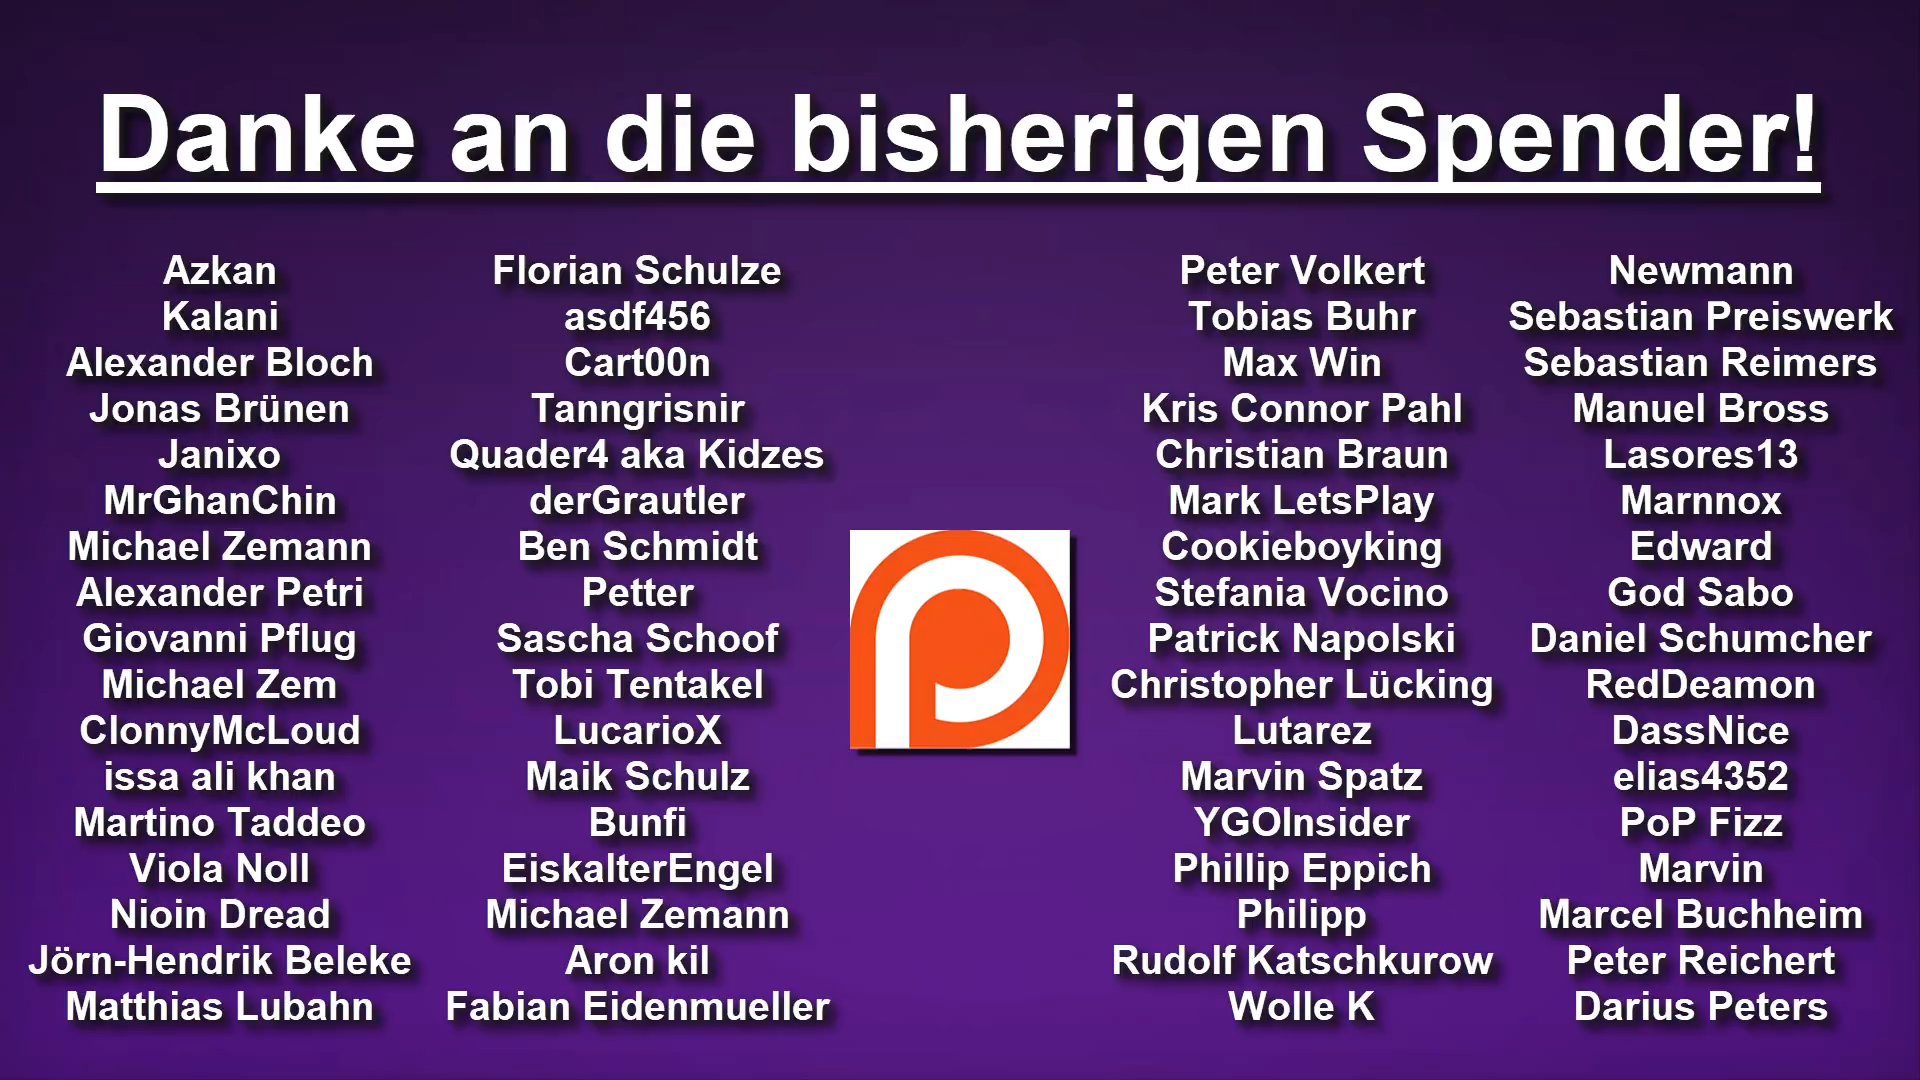 Danke an die bisherigen Spender!
Azkan
Kalani
Alexander Bloch
Jonas Brünen
Janixo
MrGhanChin
Michael Zemann
Alexander Petri
Giovanni Pflug
Michael Zem
ClonnyMcLoud
issa ali khan
Martino Taddeo
Viola Noll
Nioin Dread
Jörn-Hendrik Beleke
Matthias Lubahn
Florian Schulze
asdf456
Cart00n
Tanngrisnir
Quader4 aka Kidzes
derGrautler
Ben Schmidt
Petter
Sascha Schoof
Tobi Tentakel
LucarioX
Maik Schulz
Bunfi
EiskalterEngel
Michael Zemann
Aron kil
Fabian Eidenmueller
Peter Volkert
Tobias Buhr
Max Win
Kris Connor Pahl
Christian Braun
Mark LetsPlay
Cookieboyking
Stefania Vocino
Patrick Napolski
Christopher Lücking
Lutarez
Marvin Spatz
YGOInsider
Phillip Eppich
Philipp
Rudolf Katschkurow
Wolle K
Newmann
Sebastian Preiswerk
Sebastian Reimers
Manuel Bross
Lasores13
Marnnox
Edward
God Sabo
Daniel Schumcher
RedDeamon
DassNice
elias4352
PoP Fizz
Marvin
Marcel Buchheim
Peter Reichert
Darius Peters